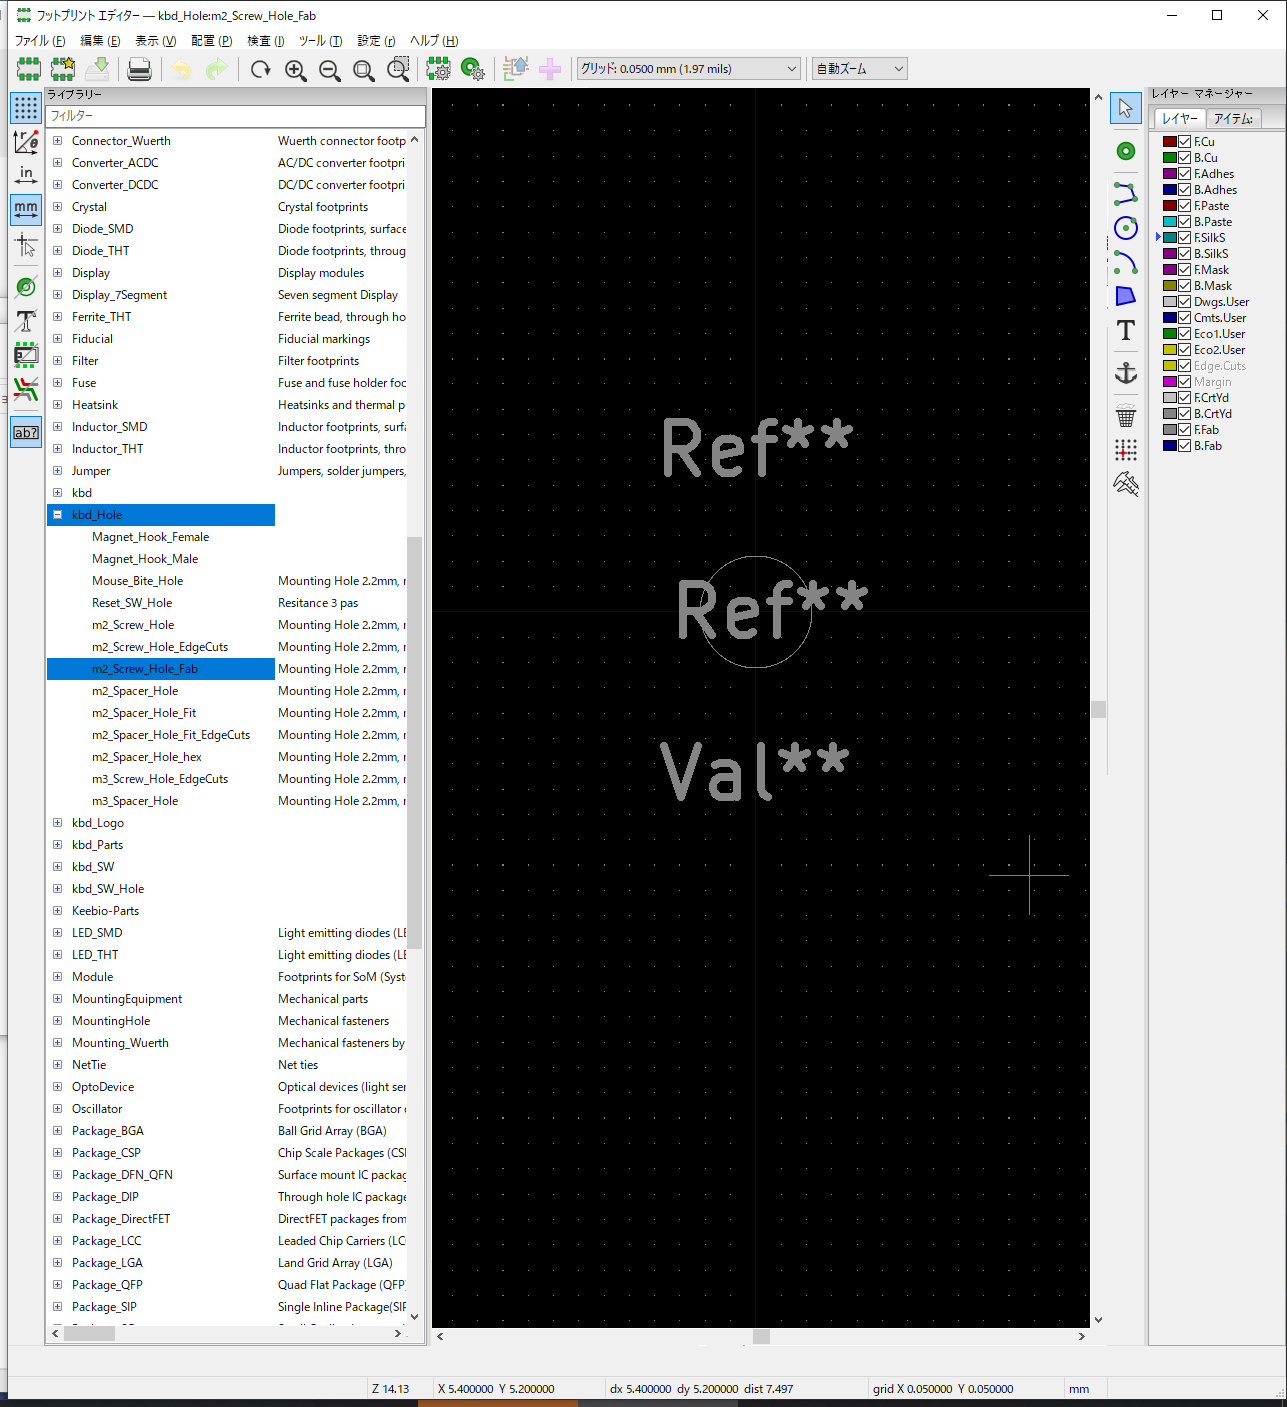 フットプリント エディター — kbd_Hole:m2_Screw_Hole_Fab
ファイル (F) 編集 (E) 表示 (V) 配置 (P) 検査 (I) ツール (T) 設定 (r) ヘルプ (H)
グリッド: 0.0500 mm (1.97 mils) 自動ズーム
ライブラリー
フィルター
Connector_Wuerth Wuerth connector footp
Converter_ACDC AC/DC converter footpri
Converter_DCDC DC/DC converter footpri
Crystal Crystal footprints
Diode_SMD Diode footprints, surface
Diode_THT Diode footprints, throug
Display Display modules
Display_7Segment Seven segment Display
Ferrite_THT Ferrite bead, through ho
Fiducial Fiducial markings
Filter Filter footprints
Fuse Fuse and fuse holder foc
Heatsink Heatsinks and thermal p
Inductor_SMD Inductor footprints, surfa
Inductor_THT Inductor footprints, thro
Jumper Jumpers, solder jumpers,
kbd
kbd_Hole
Magnet_Hook_Female
Magnet_Hook_Male
Mouse_Bite_Hole Mounting Hole 2.2mm, r
Reset_SW_Hole Resitance 3 pas
m2_Screw_Hole Mounting Hole 2.2mm, r
m2_Screw_Hole_EdgeCuts Mounting Hole 2.2mm, r
m2_Screw_Hole_Fab Mounting Hole 2.2mm, r
m2_Spacer_Hole Mounting Hole 2.2mm, r
m2_Spacer_Hole_Fit Mounting Hole 2.2mm, r
m2_Spacer_Hole_Fit_EdgeCuts Mounting Hole 2.2mm, r
m2_Spacer_Hole_hex Mounting Hole 2.2mm, r
m3_Screw_Hole_EdgeCuts Mounting Hole 2.2mm, r
m3_Spacer_Hole Mounting Hole 2.2mm, r
kbd_Logo
kbd_Parts
kbd_SW
kbd_SW_Hole
Keebio-Parts
LED_SMD Light emitting diodes (LE
LED_THT Light emitting diodes (LE
Module Footprints for SoM (Syst
MountingEquipment Mechanical parts
MountingHole Mechanical fasteners
Mounting_Wuerth Mechanical fasteners by
NetTie Net ties
OptoDevice Optical devices (light ser
Oscillator Footprints for oscillator
Package_BGA Ball Grid Array (BGA)
Package_CSP Chip Scale Packages (CSI
Package_DFN_QFN Surface mount IC packag
Package_DIP Through hole IC package
Package_DirectFET DirectFET packages from
Package_LCC Leaded Chip Carriers (LC
Package_LGA Land Grid Array (LGA)
Package_QFP Quad Flat Package (QFP
Package_SIP Single Inline Package(SIF
in
mm
ab?
Ref**
Ref**
Val**
T
レイヤー マネージャー
レイヤー アイテム:
F.Cu
B.Cu
F.Adhes
B.Adhes
F.Paste
B.Paste
F.SilkS
B.SilkS
F.Mask
B.Mask
Dwgs.User
Cmts.User
Eco1.User
Eco2.User
Edge.Cuts
Margin
F.CrtYd
B.CrtYd
F.Fab
B.Fab
Z 14.13 X 5.400000 Y 5.200000 dx 5.400000 dy 5.200000 dist 7.497 grid X 0.050000 Y 0.050000 mm